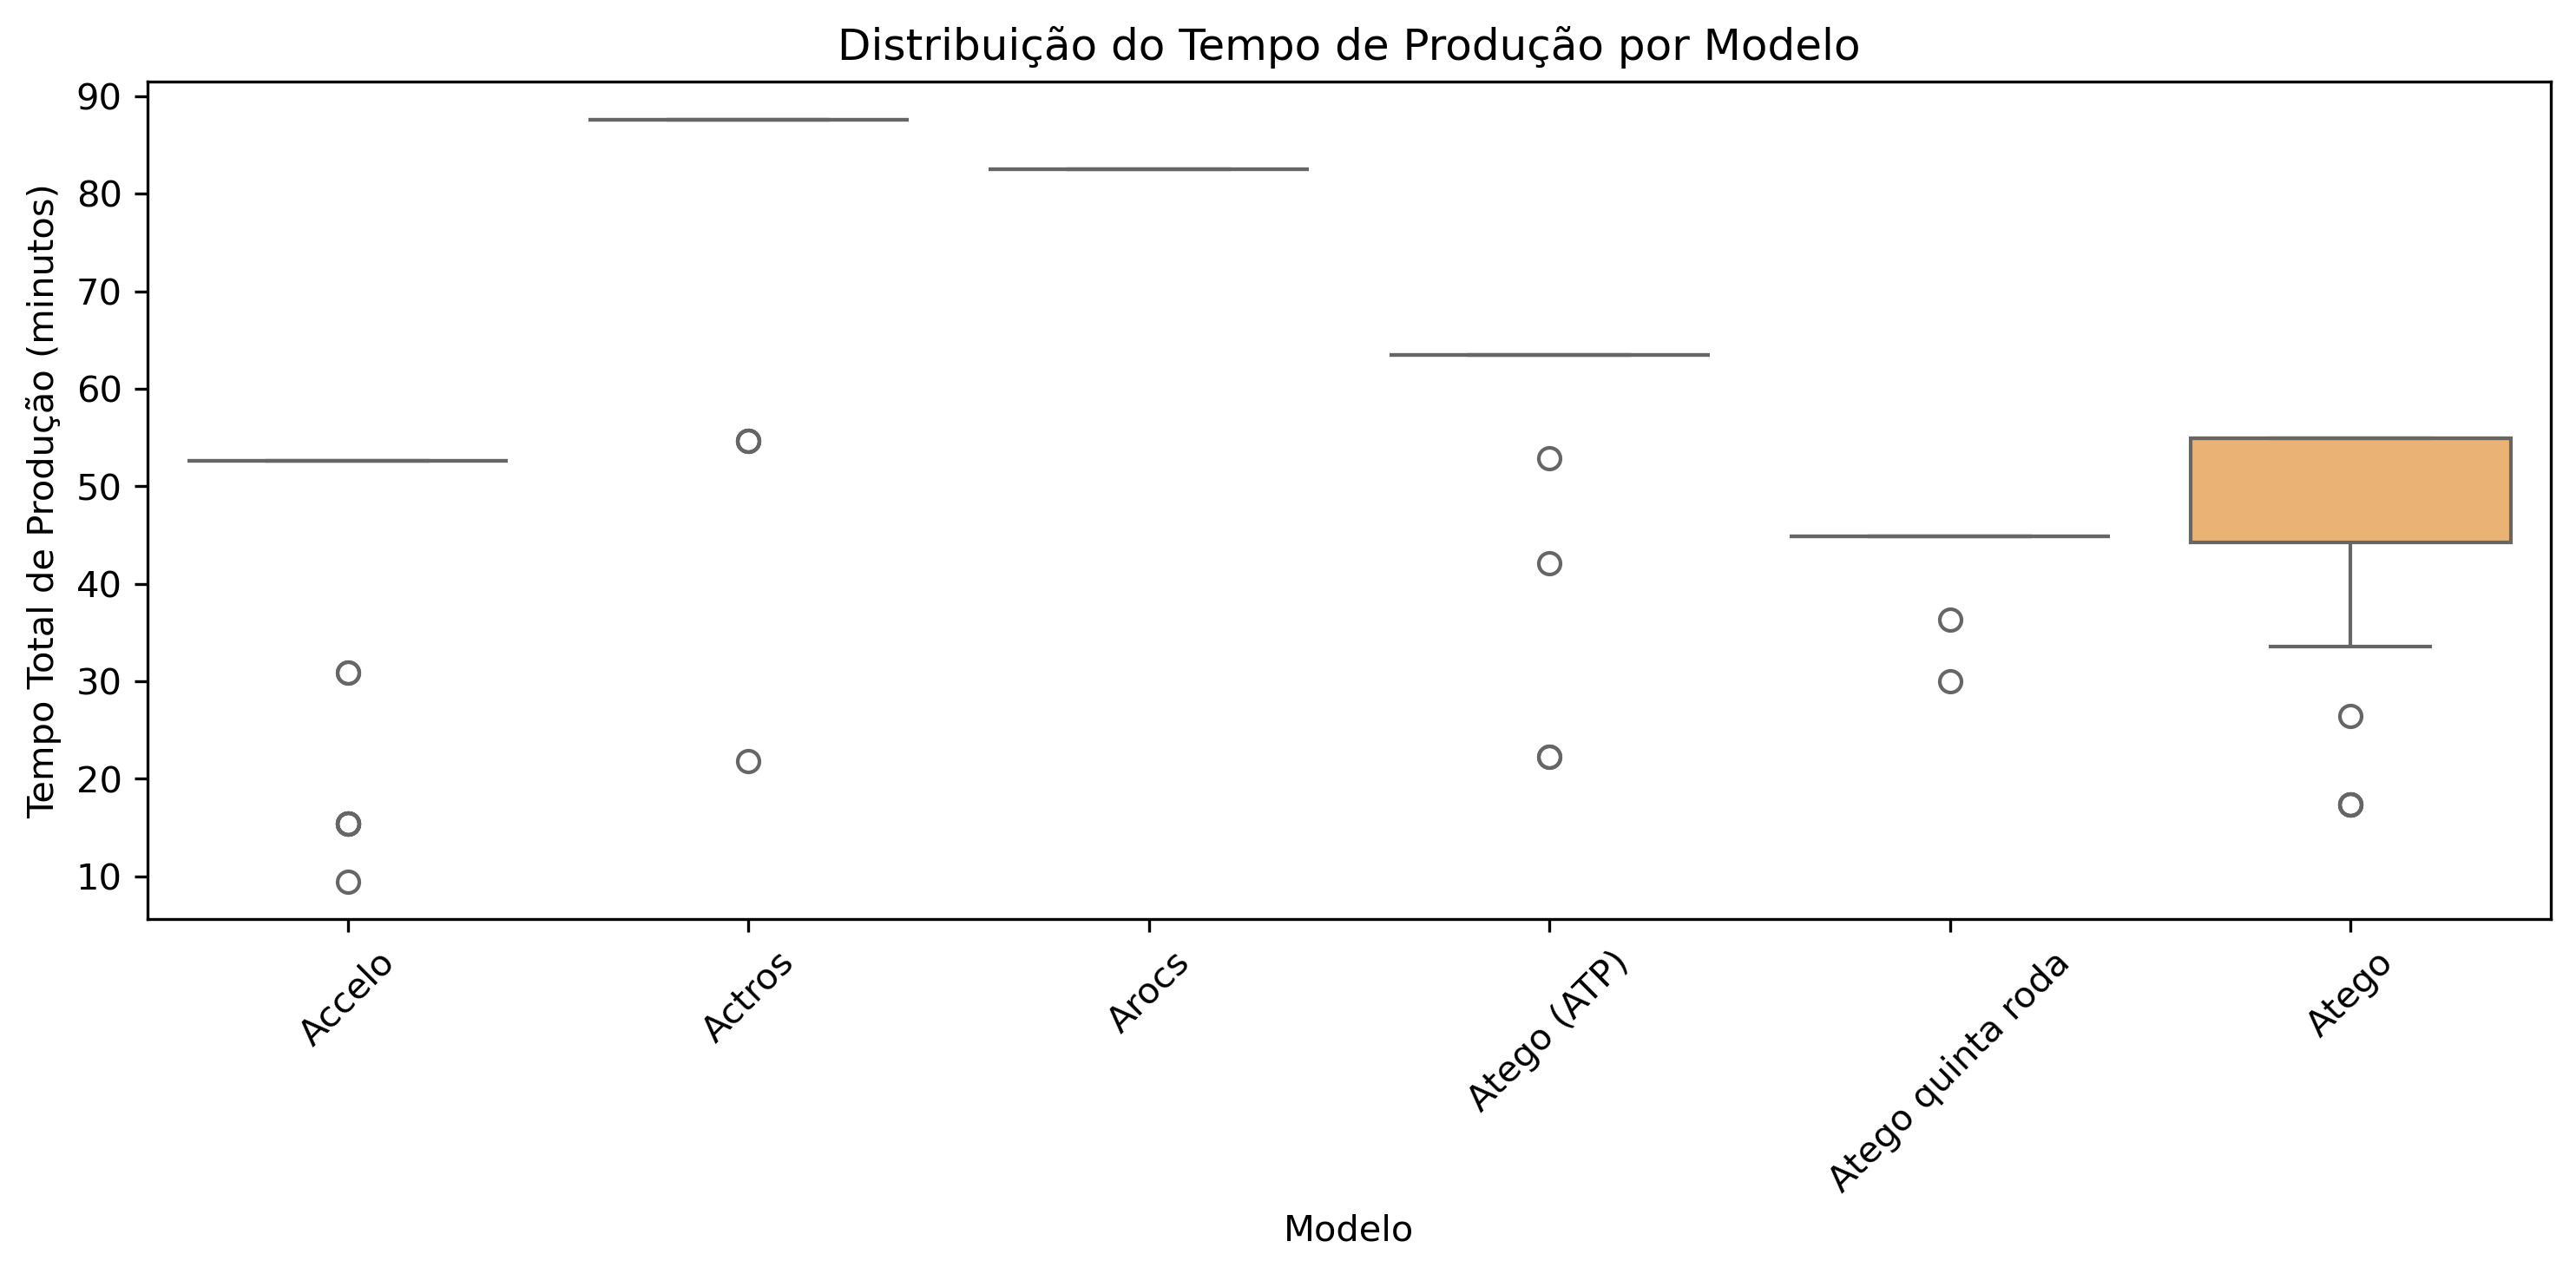 Distribuição do Tempo de Produção por Modelo
Tempo Total de Produção (minutos)
90
80
70
60
50
40
30
20
10
Accelo
Actros
Arocs
Atego (ATP)
Atego quinta roda
Atego
Modelo